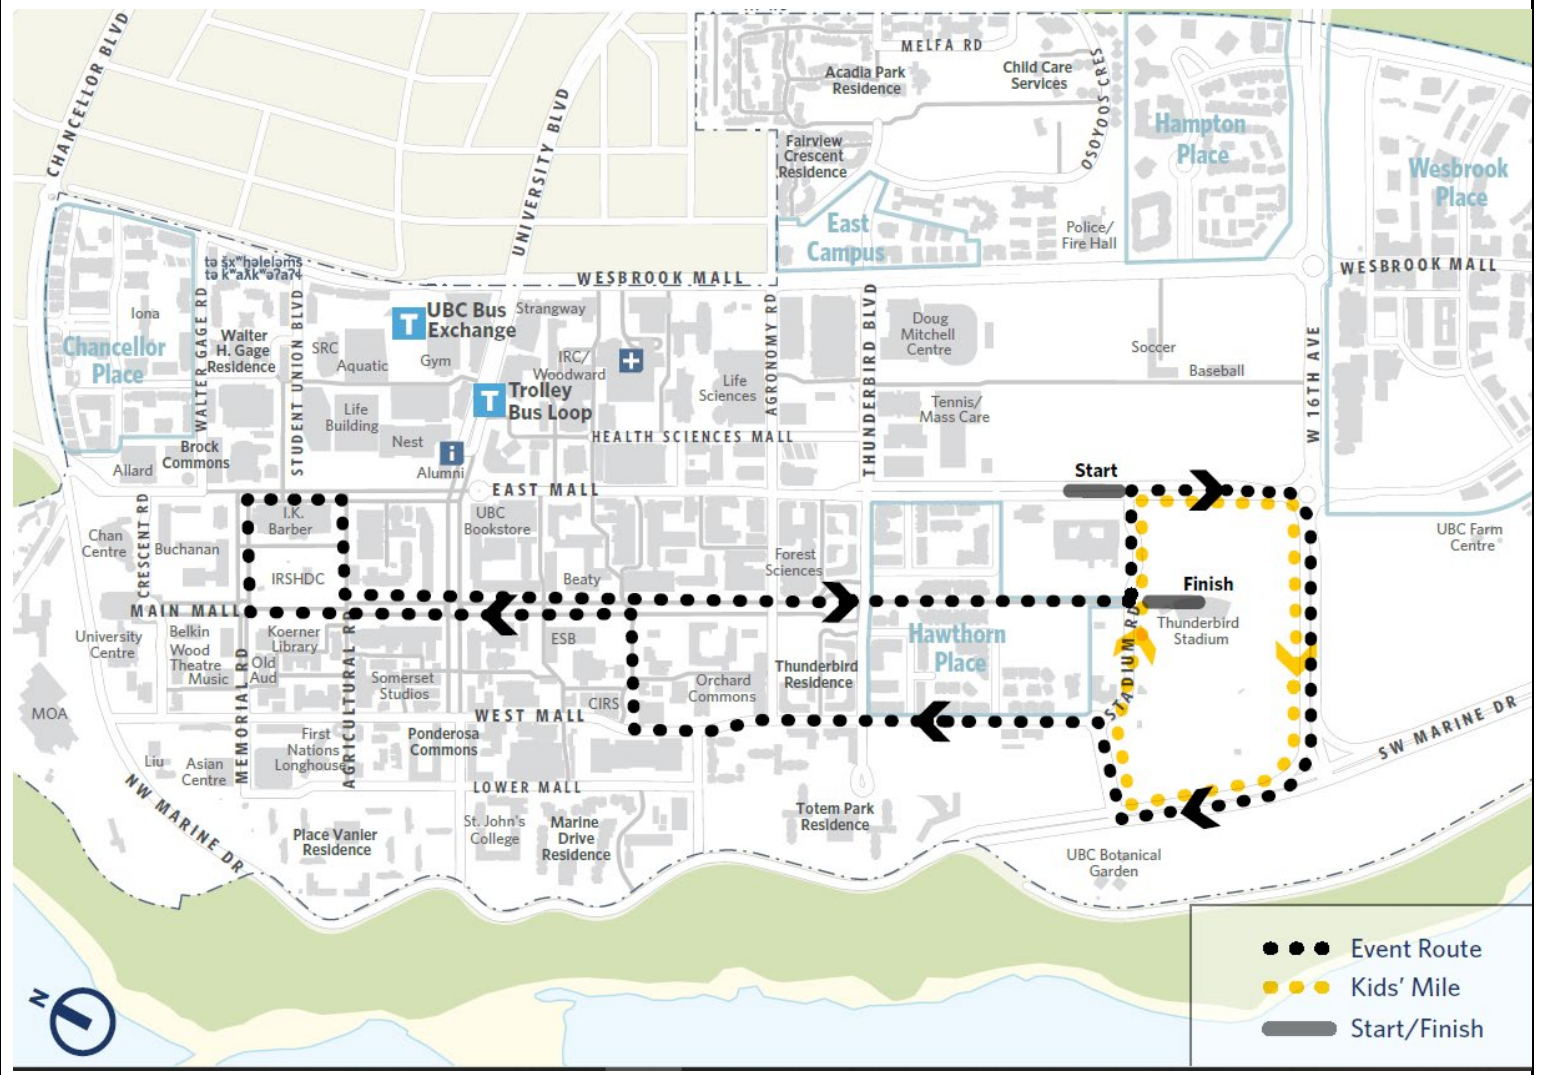 CHANCELLOR BLVD
UNIVERSITY BLVD
MELFA RD
Acadia Park
Residence
Child Care
Services
OSOYOOS CRES
Fairview
Crescent
Residence
Hampton
Place
Wesbrook
Place
East
Campus
Police/
Fire Hall
WESBROOK MALL
WESBROOK MALL
Iona
Chancellor
Place
WALTER GAGE RD
Walter
H. Gage
Residence
STUDENT UNION BLVD
SRC
Aquatic
Gym
UBC Bus
Exchange
T
Strangway
IRC/
Woodward
T
Trolley
Bus Loop
Life
Sciences
AGRONOMY RD
THUNDERBIRD BLVD
Doug
Mitchell
Centre
Tennis/
Mass Care
Soccer
Baseball
W 16TH AVE
Life
Building
Nest
i
Alumni
HEALTH SCIENCES MALL
Brock
Commons
Allard
EAST MALL
Start
I.K.
Barber
UBC
Bookstore
Chan
Centre
CRESCENT RD
Buchanan
IRSHDC
Beaty
Forest
Sciences
UBC Farm
Centre
Finish
Thunderbird
Stadium
MAIN MALL
University
Centre
Belkin
Wood
Theatre
Music
Koerner
Library
Old
Aud
MEMORIAL RD
AGRICULTURAL RD
Somerset
Studios
ESB
CIRS
Orchard
Commons
Thunderbird
Residence
Hawthorn
Place
STADIUM RD
MOA
WEST MALL
First
Nations
Longhouse
Ponderosa
Commons
Liu
Asian
Centre
NW MARINE DR
SW MARINE DR
LOWER MALL
Place Vanier
Residence
St. John's
College
Marine
Drive
Residence
Totem Park
Residence
UBC Botanical
Garden
N
Event Route
Kids' Mile
Start/Finish